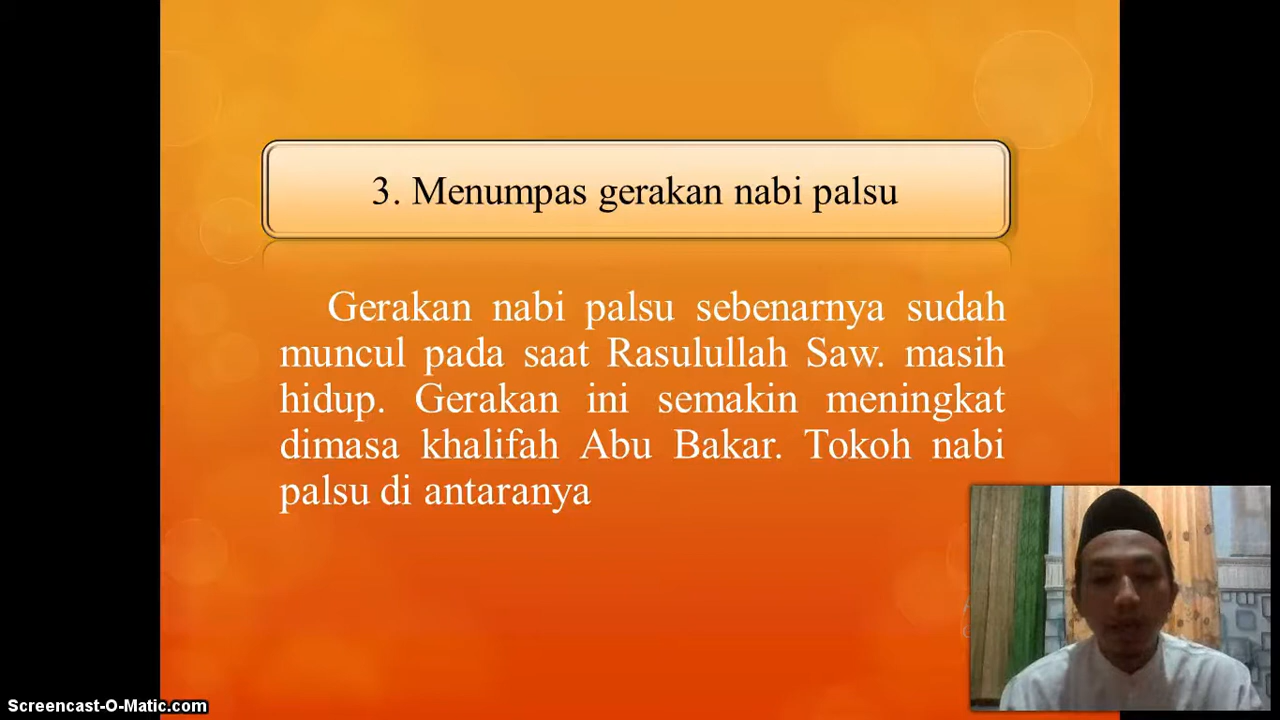 3. Menumpas gerakan nabi palsu
Gerakan nabi palsu sebenarnya sudah
muncul pada saat Rasulullah Saw. masih
hidup. Gerakan ini semakin meningkat
dimasa khalifah Abu Bakar. Tokoh nabi
palsu di antaranya
Screencast-O-Matic.com